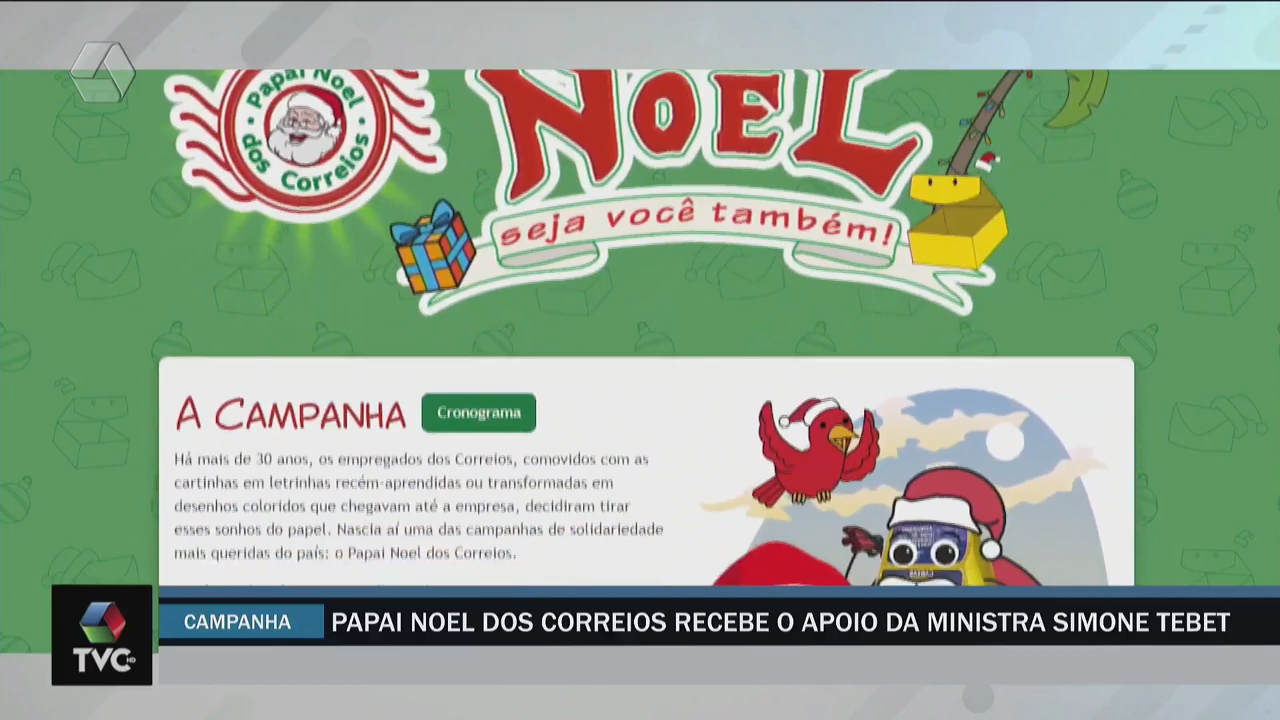 Papai Noel
dos Correios
NOEL
seja você também!
A CAMPANHA
Cronograma
Há mais de 30 anos, os empregados dos Correios, comovidos com as
cartinhas em letrinhas recém-aprendidas ou transformadas em
desenhos coloridos que chegavam até a empresa, decidiram tirar
esses sonhos do papel. Nascia aí uma das campanhas de solidariedade
mais queridas do país: o Papai Noel dos Correios.
CAMPANHA
PAPAI NOEL DOS CORREIOS RECEBE O APOIO DA MINISTRA SIMONE TEBET
TVC HD